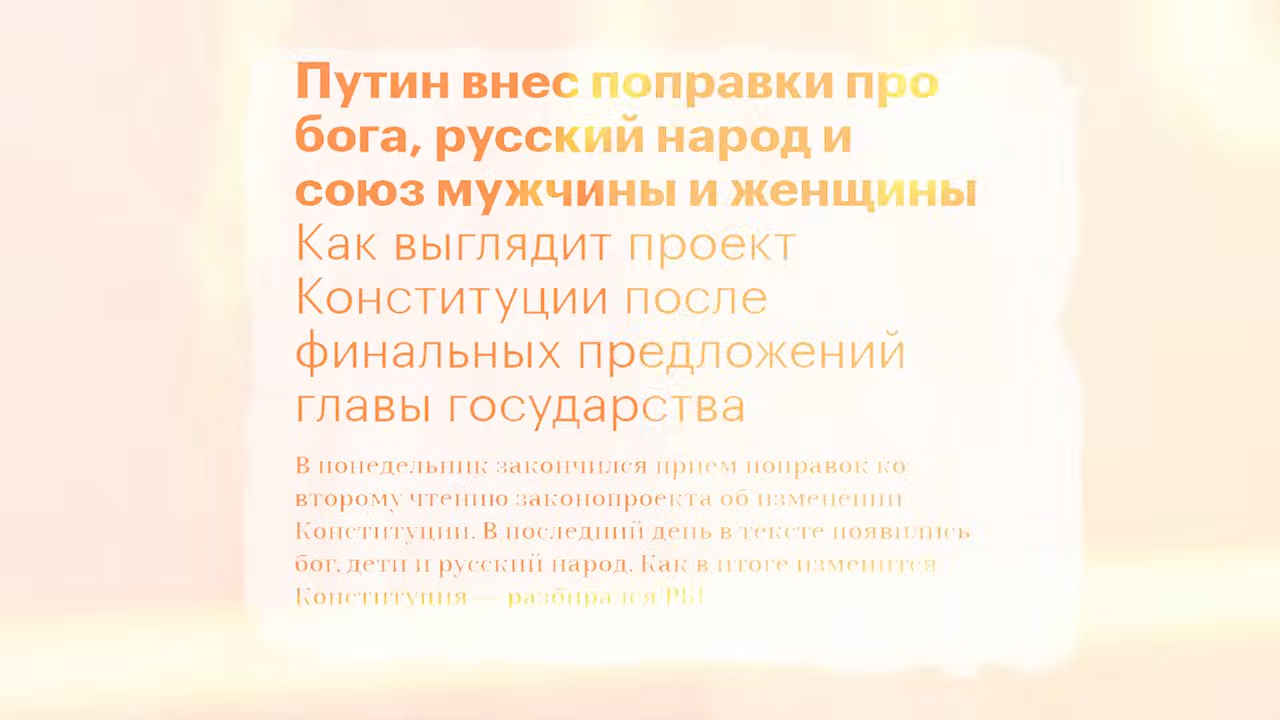 Путин внес поправки про
бога, русский народ и
союз мужчины и женщины
Как выглядит проект
Конституции после
финальных предложений
главы государства
В понедельник закончился прием поправок ко
второму чтению законопроекта об изменении
Конституции. В последний день в тексте появились
бог, дети и русский народ. Как в итоге изменится
Конституция — разбирался РБК